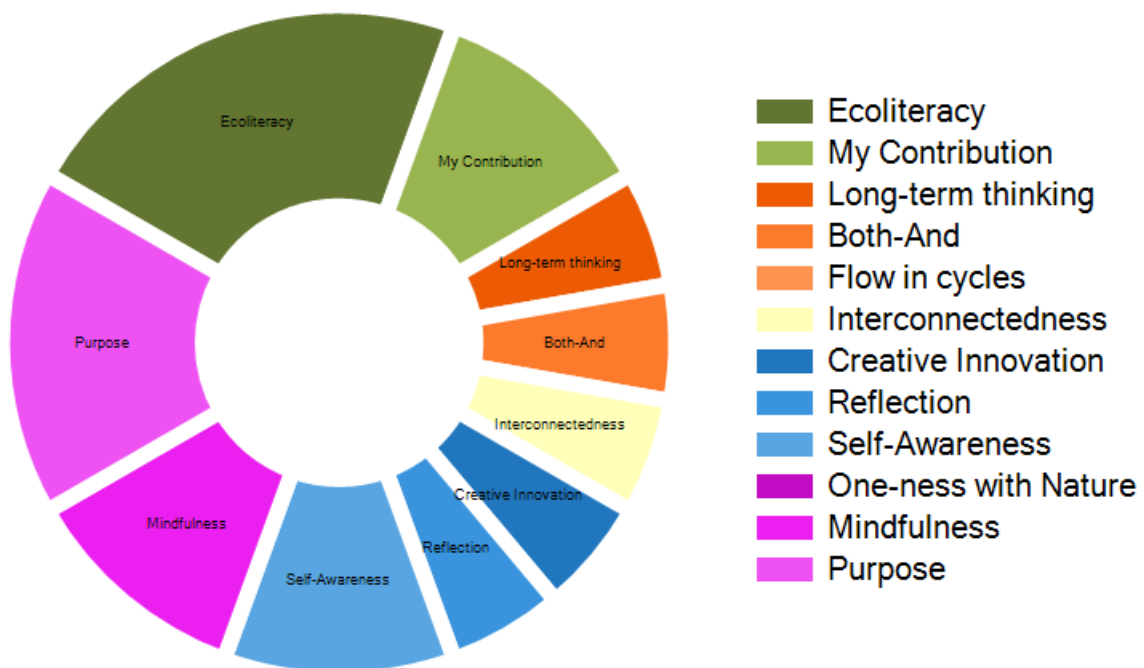 Ecoliteracy
My Contribution
Long-term thinking
Both-And
Interconnectedness
Creative Innovation
Reflection
Self-Awareness
Mindfulness
Purpose
Ecoliteracy
My Contribution
Long-term thinking
Both-And
Flow in cycles
Interconnectedness
Creative Innovation
Reflection
Self-Awareness
One-ness with Nature
Mindfulness
Purpose